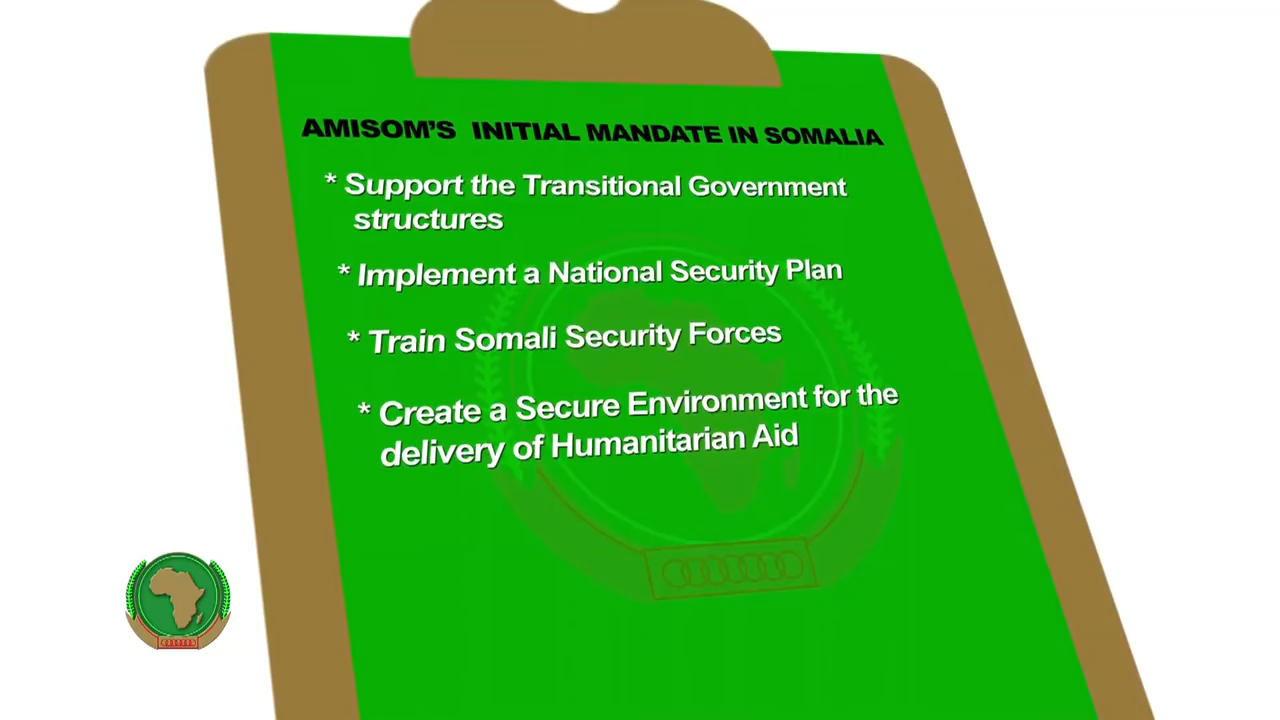 AMISOM'S INITIAL MANDATE IN SOMALIA
* Support the Transitional Government
structures
* Implement a National Security Plan
* Train Somali Security Forces
* Create a Secure Environment for the
delivery of Humanitarian Aid